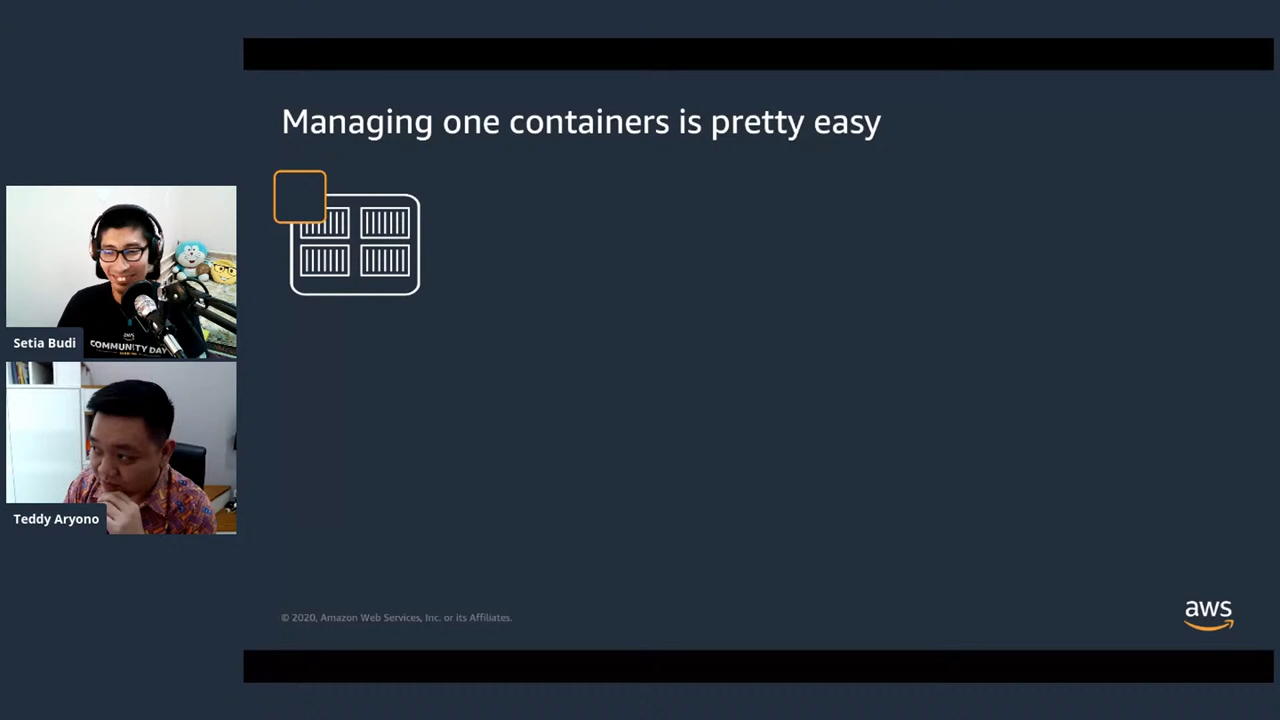 Managing one containers is pretty easy
aws
COMMUNITY DAY
Setia Budi
Teddy Aryono
© 2020, Amazon Web Services, Inc. or its Affiliates.
aws